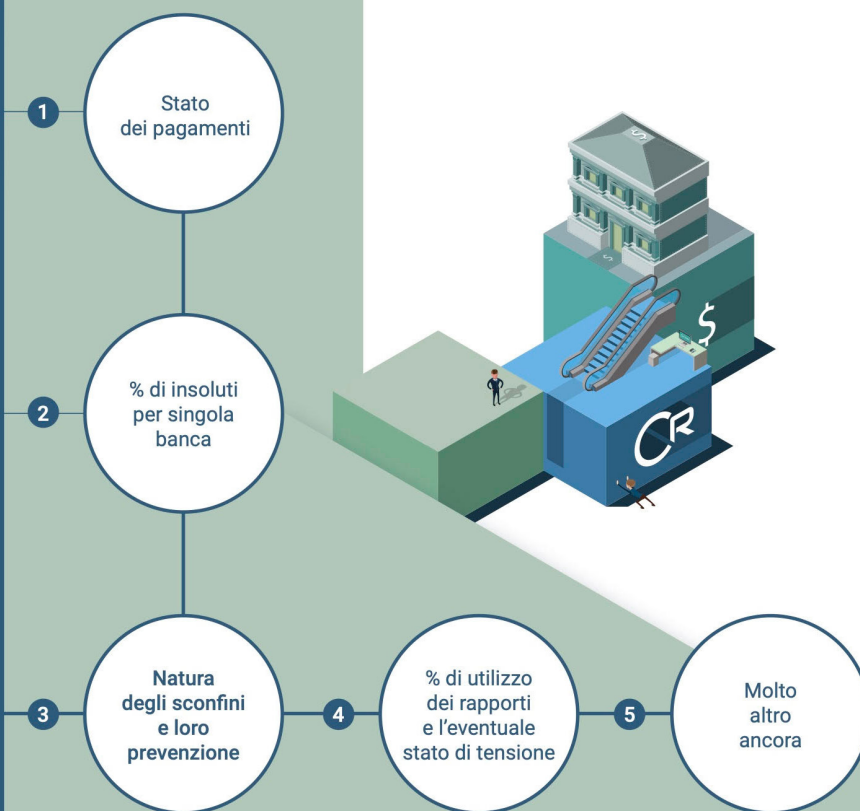 1
Stato
dei pagamenti
$
$
$
2
% di insoluti
per singola
banca
CR
3
Natura
degli sconfini
e loro
prevenzione
4
% di utilizzo
dei rapporti
e l'eventuale
stato di tensione
5
Molto
altro
ancora